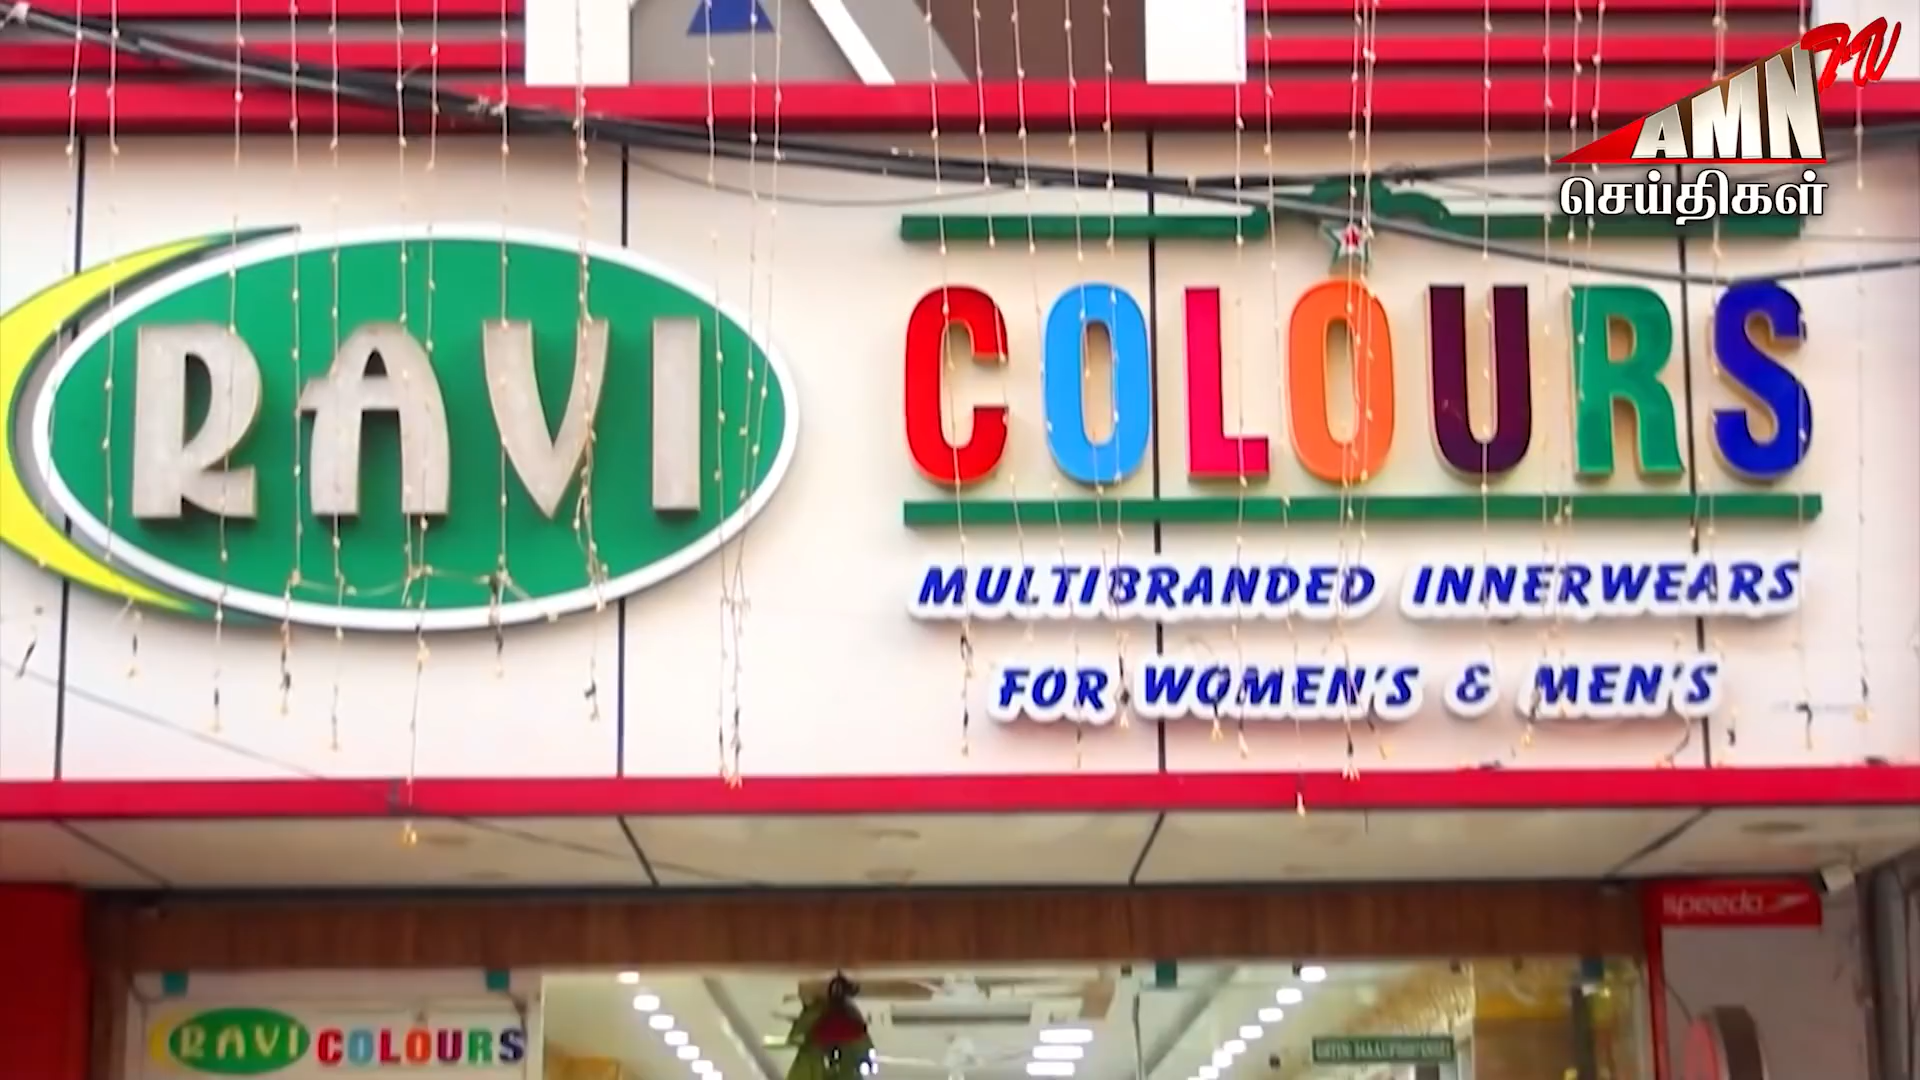 AMN TV
செய்திகள்
RAVI
COLOURS
MULTIBRANDED INNERWEARS
FOR WOMEN'S & MEN'S
speedo
RAVI COLOURS